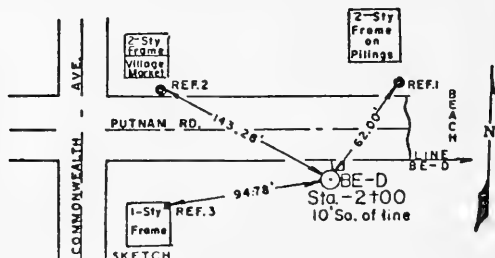 2-Sty
Frame
Village
Market
2-Sty
Frame
on
Pilings
REF.2
REF.1
COMMONWEALTH AVE.
PUTNAM RD.
143.28'
62.00'
BEACH
N
LINE
BE-D
BE-D
Sta.-2+00
10' So. of line
94.78'
1-Sty
Frame
REF.3
SKETCH